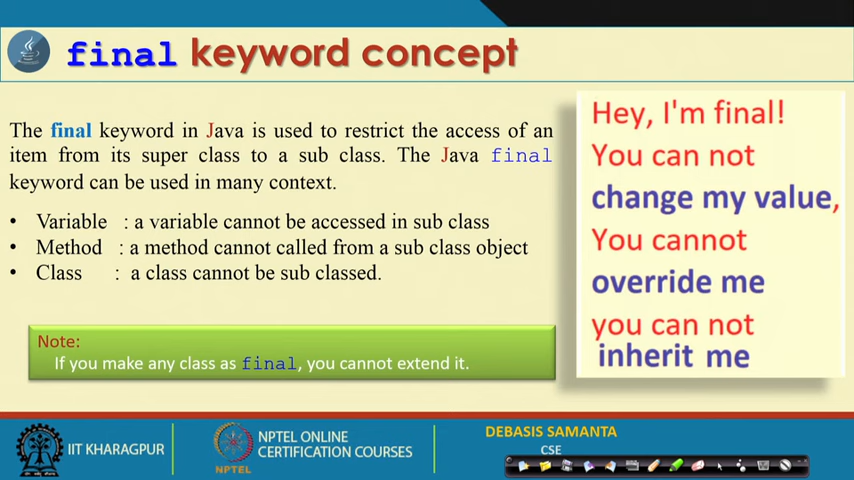 final keyword concept
The final keyword in Java is used to restrict the access of an
item from its super class to a sub class. The Java final
keyword can be used in many context.
• Variable : a variable cannot be accessed in sub class
• Method : a method cannot called from a sub class object
• Class : a class cannot be sub classed.
Note:
If you make any class as final, you cannot extend it.
Hey, I'm final!
You can not
change my value,
You cannot
override me
you can not
inherit me
IIT KHARAGPUR
NPTEL
NPTEL ONLINE
CERTIFICATION COURSES
DEBASIS SAMANTA
CSE